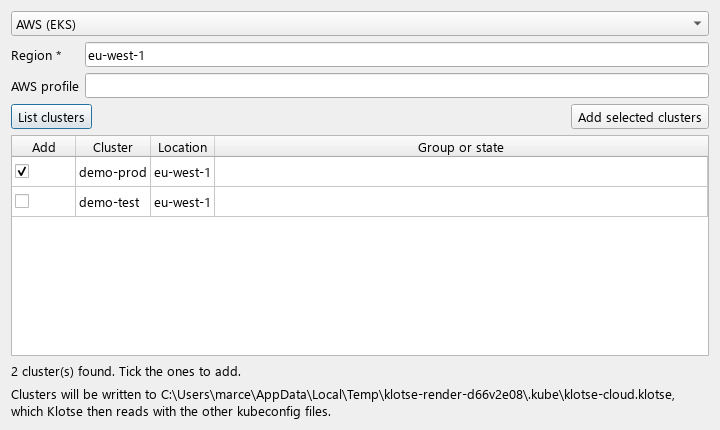 AWS (EKS)
Region * eu-west-1
AWS profile
List clusters Add selected clusters
Add Cluster Location Group or state
demo-prod eu-west-1
demo-test eu-west-1
2 cluster(s) found. Tick the ones to add.
Clusters will be written to C:\Users\marce\AppData\Local\Temp\klotse-render-d66v2e08\.kube\klotse-cloud.klotse,
which Klotse then reads with the other kubeconfig files.